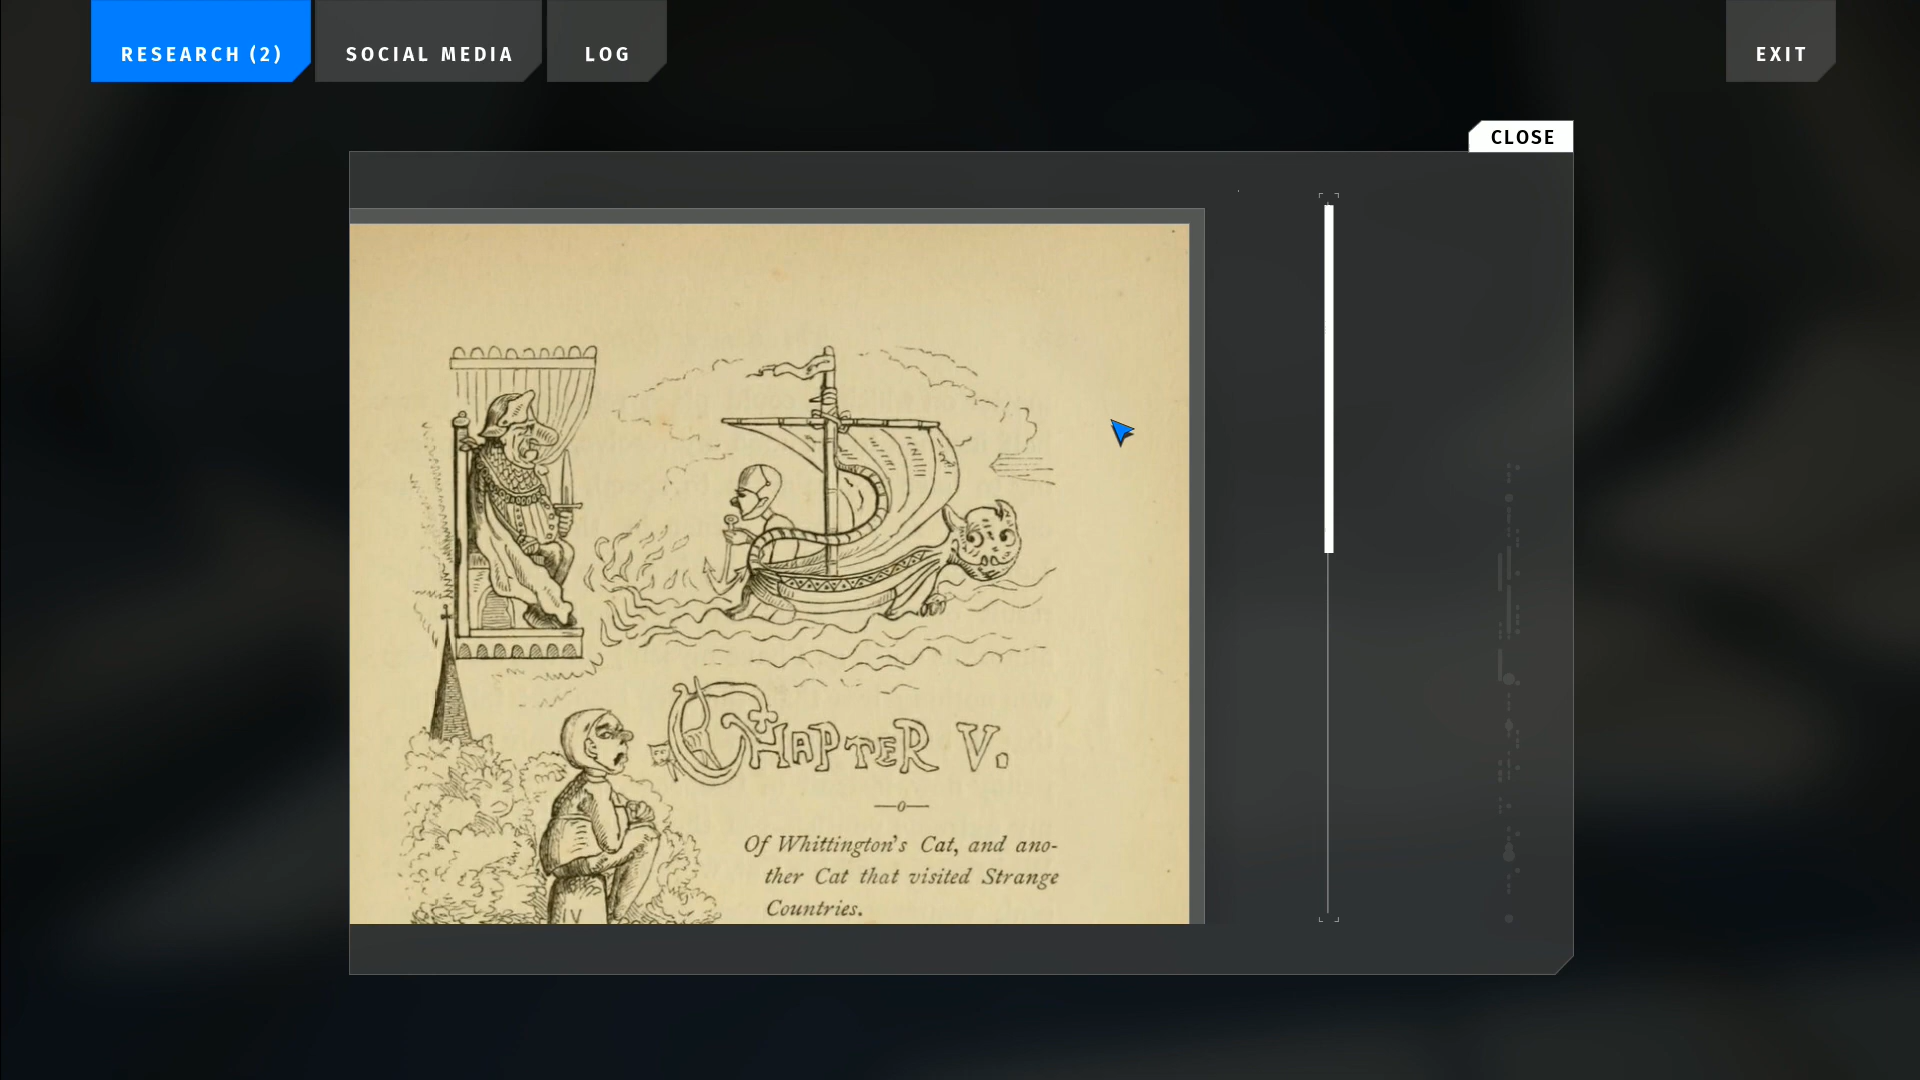 RESEARCH (2)
SOCIAL MEDIA
LOG
EXIT
CLOSE
CHAPTER V.
Of Whittington's Cat, and ano-
ther Cat that visited Strange
Countries.
IV